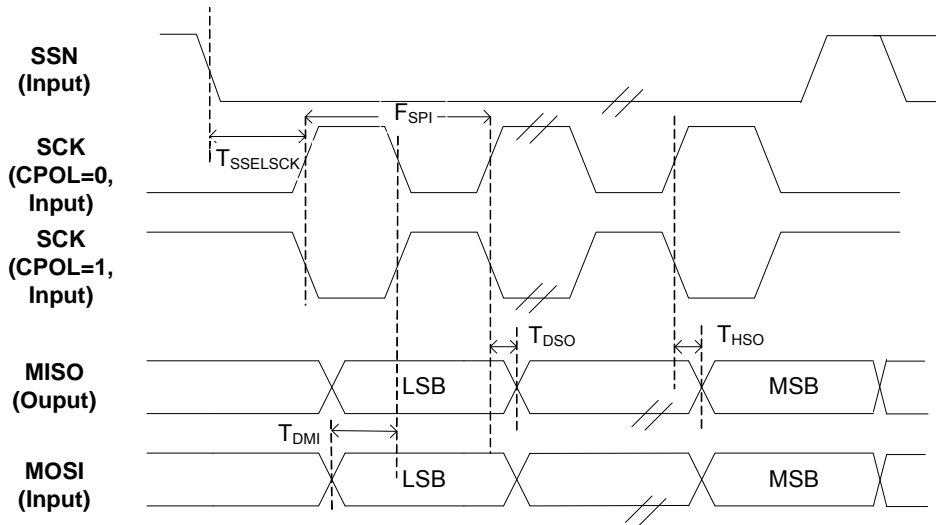 SSN
(Input)
F_SPI
SCK
(CPOL=0,
Input)
T_SSELSCK
SCK
(CPOL=1,
Input)
T_DSO
T_HSO
MISO
(Ouput)
LSB
MSB
T_DMI
MOSI
(Input)
LSB
MSB